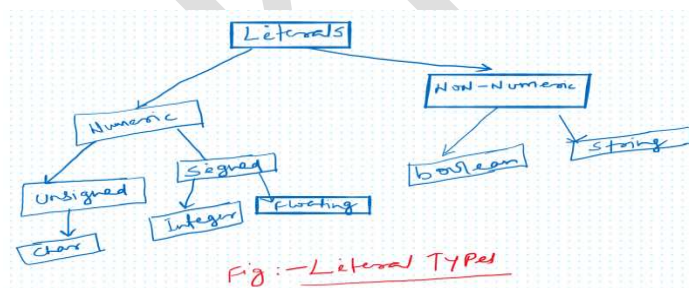 Literals
Non-Numeric
Numeric
boolean
String
Signed
Unsigned
Integer
Floating
Char
Fig :- Literal Types